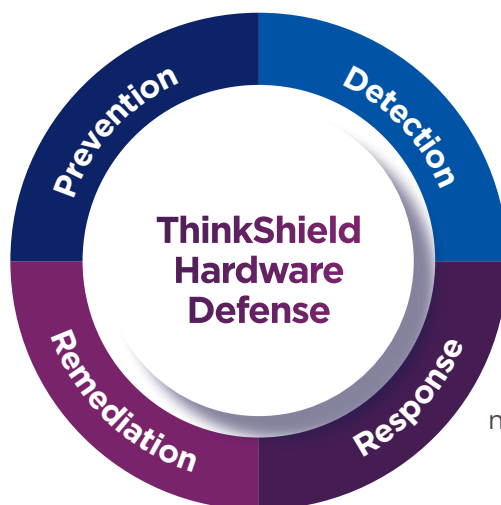 Prevention
Detection
ThinkShield
Hardware
Defense
Remediation
Response
n